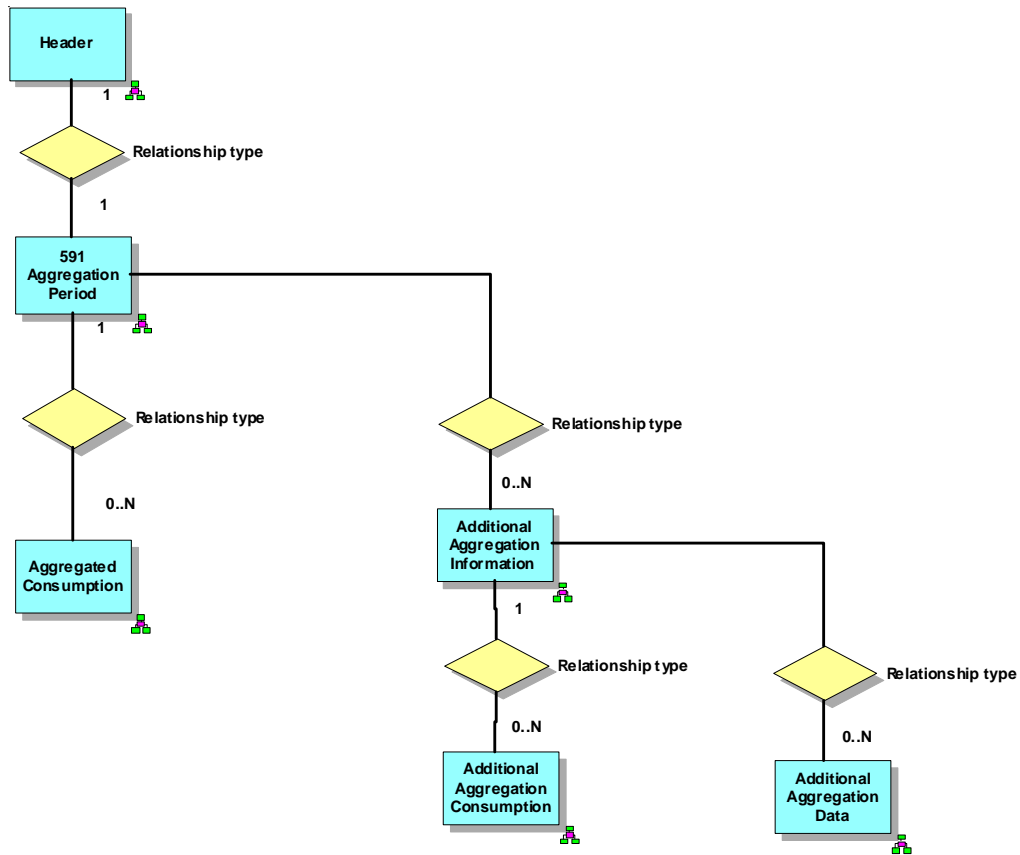 Header
1
Relationship type
1
591
Aggregation
Period
1
Relationship type
Relationship type
0..N
0..N
Additional
Aggregation
Information
Aggregated
Consumption
1
Relationship type
Relationship type
0..N
0..N
Additional
Aggregation
Consumption
Additional
Aggregation
Data